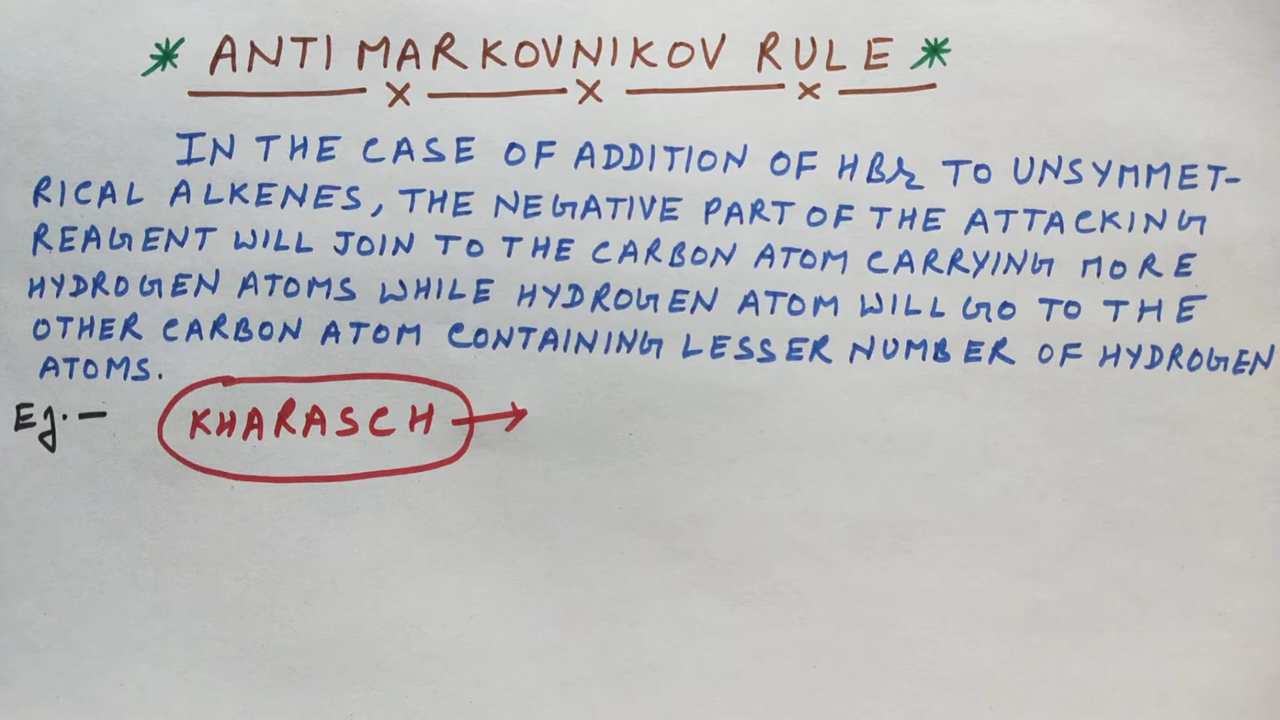 * ANTI MARKOVNIKOV RULE *
IN THE CASE OF ADDITION OF HBr TO UNSYMMET-
RICAL ALKENES, THE NEGATIVE PART OF THE ATTACKING
REAGENT WILL JOIN TO THE CARBON ATOM CARRYING MORE
HYDROGEN ATOMS WHILE HYDROGEN ATOM WILL GO TO THE
OTHER CARBON ATOM CONTAINING LESSER NUMBER OF HYDROGEN
ATOMS.
Eg.- KHARASCH →